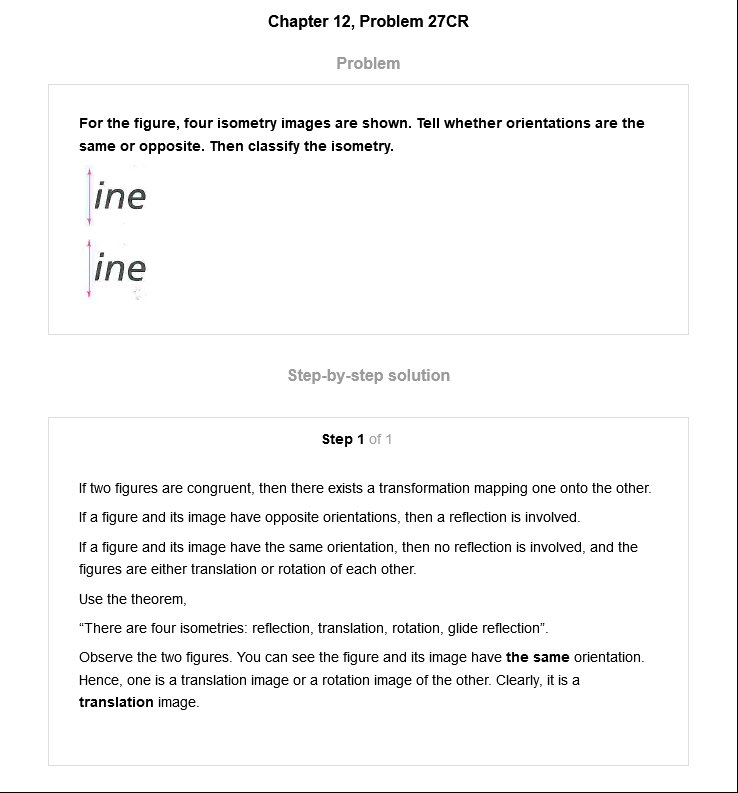 Chapter 12, Problem 27CR
Problem
For the figure, four isometry images are shown. Tell whether orientations are the
same or opposite. Then classify the isometry.
ine
ine
Step-by-step solution
Step 1 of 1
If two figures are congruent, then there exists a transformation mapping one onto the other.
If a figure and its image have opposite orientations, then a reflection is involved.
If a figure and its image have the same orientation, then no reflection is involved, and the
figures are either translation or rotation of each other.
Use the theorem,
“There are four isometries: reflection, translation, rotation, glide reflection”.
Observe the two figures. You can see the figure and its image have the same orientation.
Hence, one is a translation image or a rotation image of the other. Clearly, it is a
translation image.